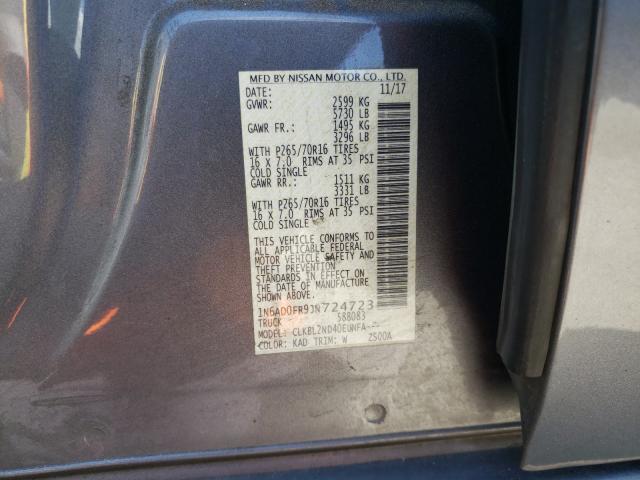 MFD BY NISSAN MOTOR CO., LTD.
DATE: 11/17
GVWR: 2599 KG
5730 LB
GAWR FR: 1495 KG
3296 LB
WITH P265/70R16 TIRES
16 X 7.0 RIMS AT 35 PSI
COLD SINGLE
GAWR RR.: 1511 KG
3331 LB
WITH P265/70R16 TIRES
16 X 7.0 RIMS AT 35 PSI
COLD SINGLE
THIS VEHICLE CONFORMS TO
ALL APPLICABLE FEDERAL
MOTOR VEHICLE SAFETY AND
THEFT PREVENTION
STANDARDS IN EFFECT ON
THE DATE OF MANUFACTURE
SHOWN ABOVE.
1N6AD0FR9JN724723
TRUCK 588083
MODEL: CLKBL2ND40EUNFA---
COLOR: KAD TRIM: W ZS00A